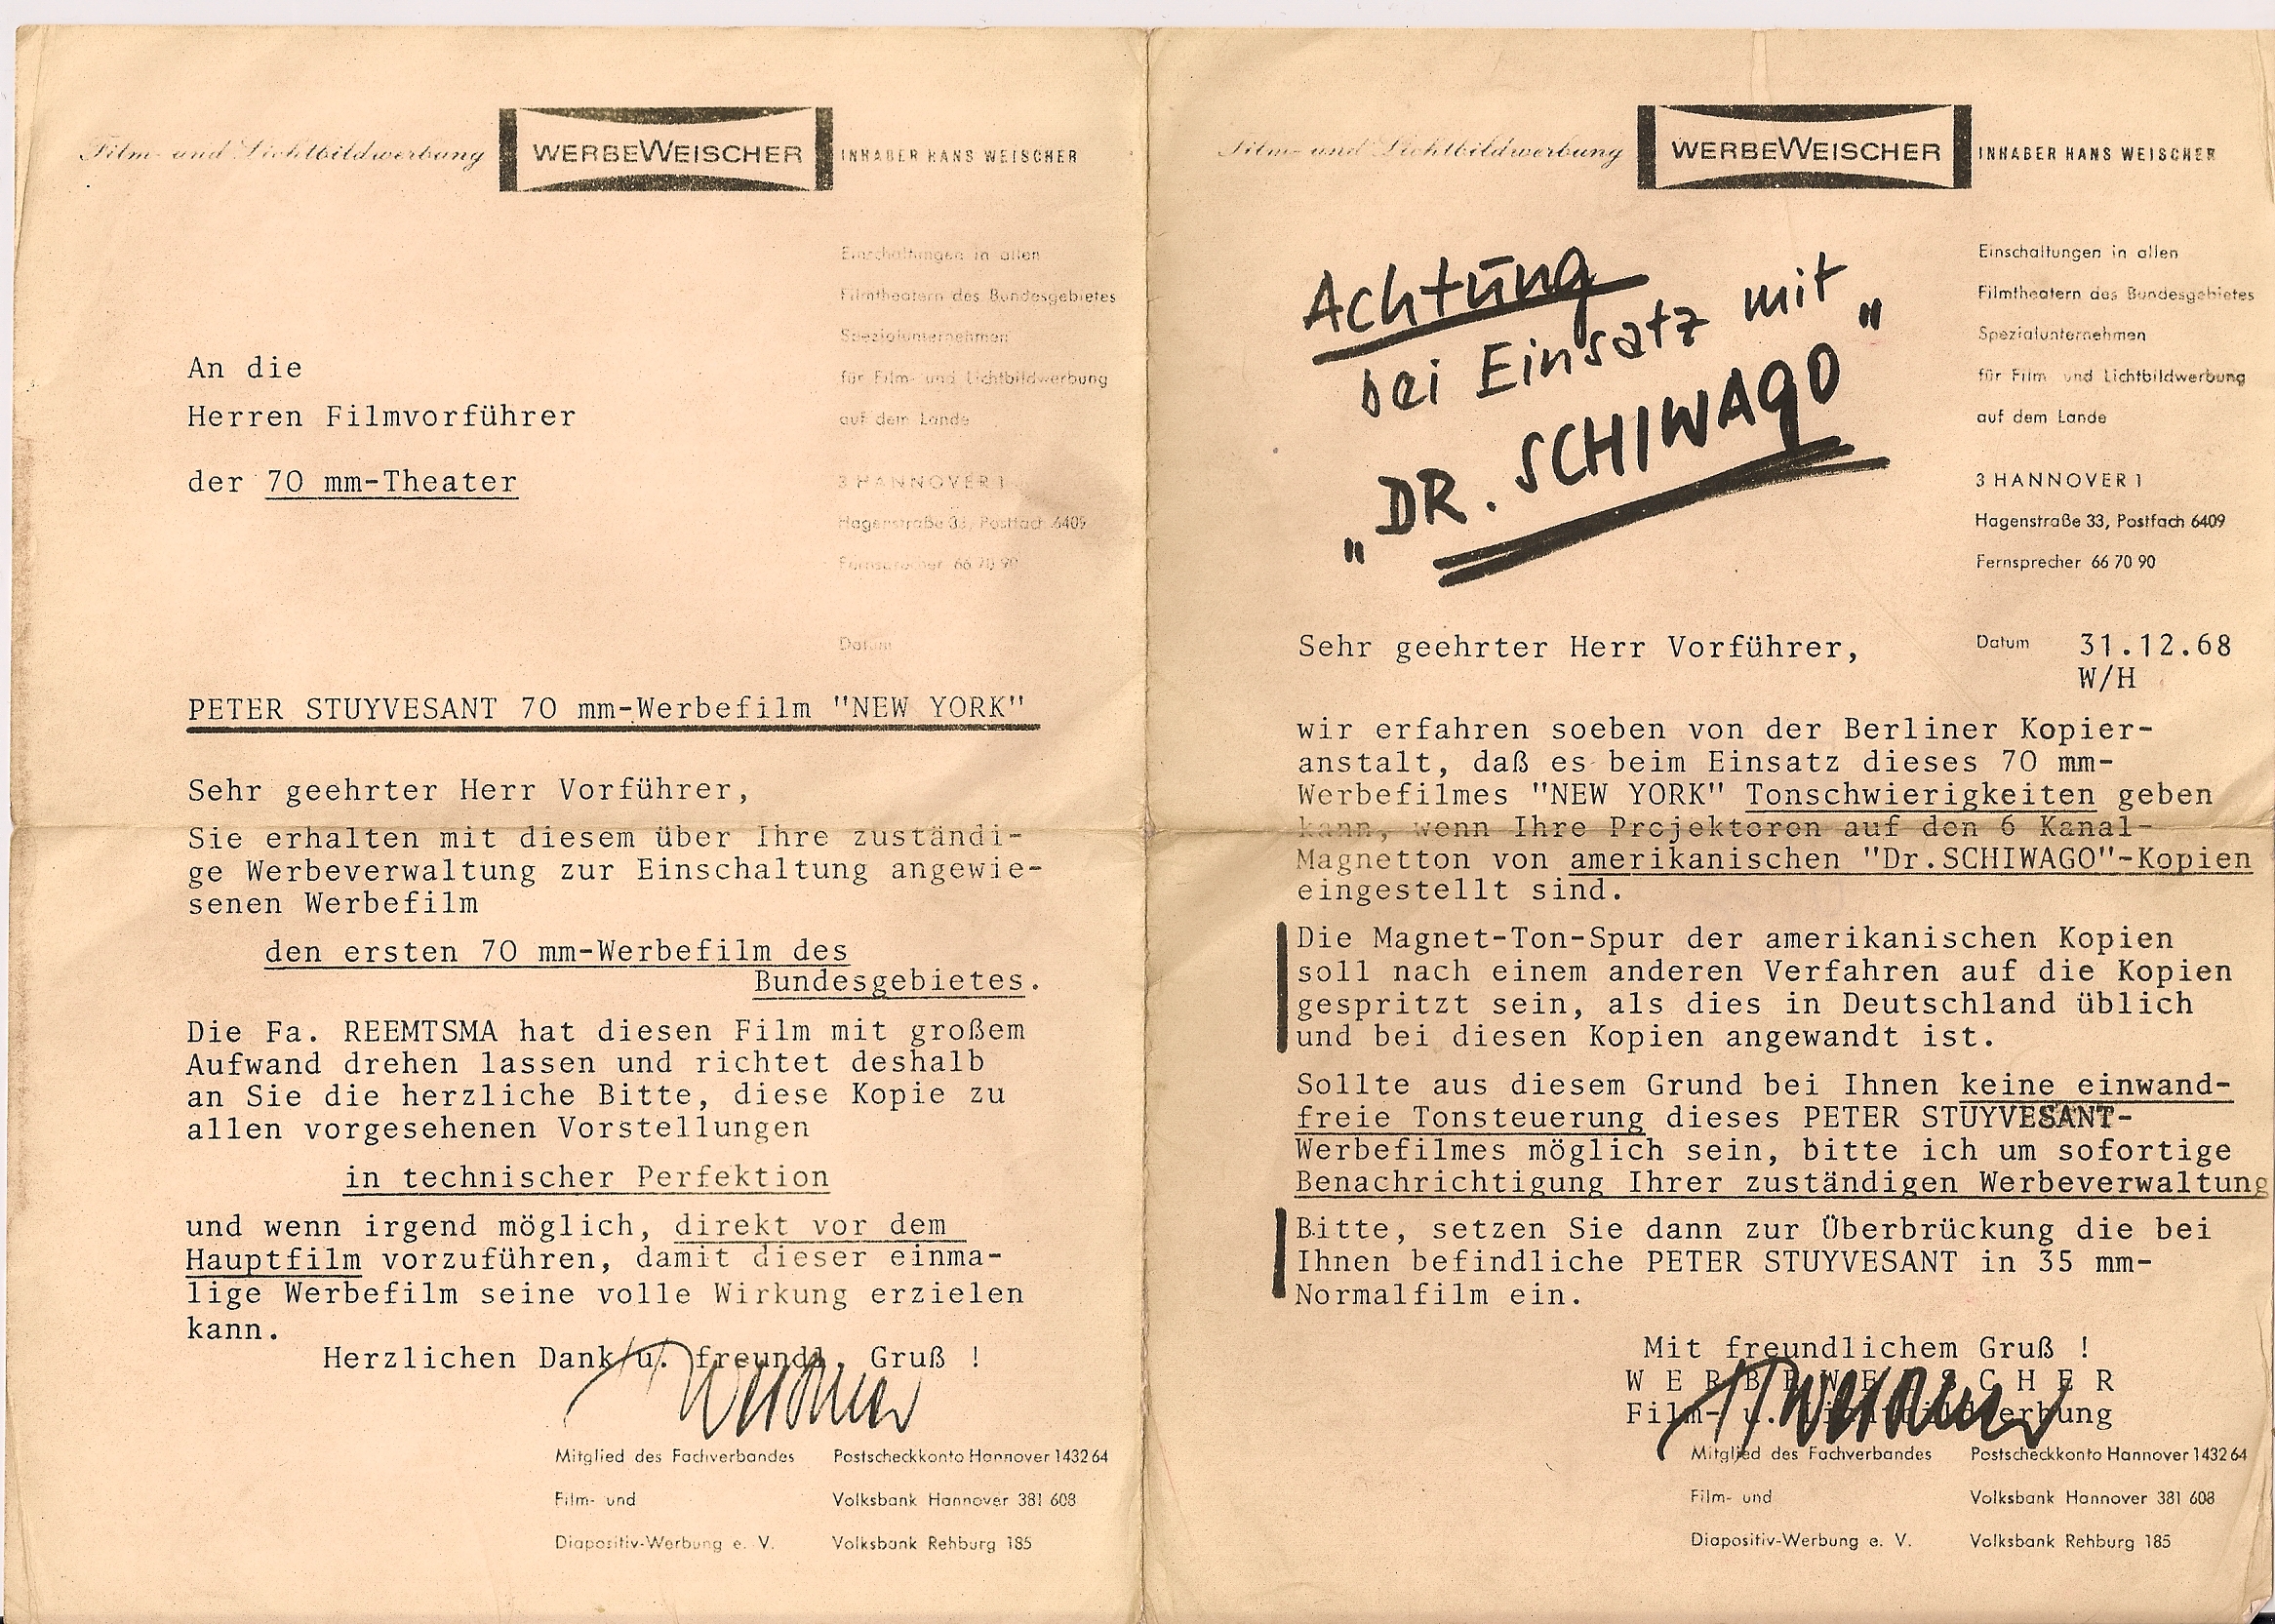 Film- und Lichtbildwerbung WERBEWEISCHER INHABER HANS WEISCHER
Einschaltungen in allen
Filmtheatern des Bundesgebietes
Spezialunternehmen
für Film- und Lichtbildwerbung
auf dem Lande
3 HANNOVER 1
Hagenstraße 33, Postfach 6409
Fernsprecher 66 70 90
Datum
An die
Herren Filmvorführer
der 70 mm-Theater
PETER STUYVESANT 70 mm-Werbefilm "NEW YORK"
Sehr geehrter Herr Vorführer,
Sie erhalten mit diesem über Ihre zuständi-
ge Werbeverwaltung zur Einschaltung angewie-
senen Werbefilm
den ersten 70 mm-Werbefilm des
Bundesgebietes.
Die Fa. REEMTSMA hat diesen Film mit großem
Aufwand drehen lassen und richtet deshalb
an Sie die herzliche Bitte, diese Kopie zu
allen vorgesehenen Vorstellungen
in technischer Perfektion
und wenn irgend möglich, direkt vor dem
Hauptfilm vorzuführen, damit dieser einma-
lige Werbefilm seine volle Wirkung erzielen
kann.
Herzlichen Dank u. freundl. Gruß !
Mitglied des Fachverbandes
Film- und
Diapositiv-Werbung e. V.
Postscheckkonto Hannover 1432 64
Volksbank Hannover 381 608
Volksbank Rehburg 185
Film- und Lichtbildwerbung WERBEWEISCHER INHABER HANS WEISCHER
Einschaltungen in allen
Filmtheatern des Bundesgebietes
Spezialunternehmen
für Film- und Lichtbildwerbung
auf dem Lande
3 HANNOVER 1
Hagenstraße 33, Postfach 6409
Fernsprecher 66 70 90
Achtung
bei Einsatz mit
„DR. SCHIWAGO"
Datum 31.12.68
W/H
Sehr geehrter Herr Vorführer,
wir erfahren soeben von der Berliner Kopier-
anstalt, daß es beim Einsatz dieses 70 mm-
Werbefilmes "NEW YORK" Tonschwierigkeiten geben
kann, wenn Ihre Projektoren auf den 6 Kanal-
Magnetton von amerikanischen "Dr.SCHIWAGO"-Kopien
eingestellt sind.
Die Magnet-Ton-Spur der amerikanischen Kopien
soll nach einem anderen Verfahren auf die Kopien
gespritzt sein, als dies in Deutschland üblich
und bei diesen Kopien angewandt ist.
Sollte aus diesem Grund bei Ihnen keine einwand-
freie Tonsteuerung dieses PETER STUYVESANT-
Werbefilmes möglich sein, bitte ich um sofortige
Benachrichtigung Ihrer zuständigen Werbeverwaltung
Bitte, setzen Sie dann zur Überbrückung die bei
Ihnen befindliche PETER STUYVESANT in 35 mm-
Normalfilm ein.
Mit freundlichem Gruß !
W E R B E W E I S C H E R
Film- u. Lichtbildwerbung
Mitglied des Fachverbandes
Film- und
Diapositiv-Werbung e. V.
Postscheckkonto Hannover 1432 64
Volksbank Hannover 381 608
Volksbank Rehburg 185